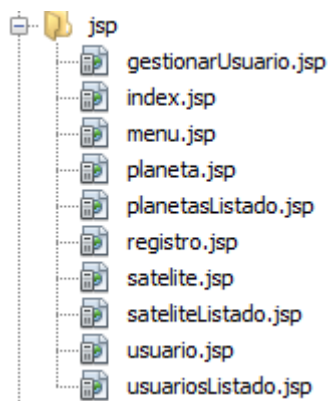 jsp
gestionarUsuario.jsp
index.jsp
menu.jsp
planeta.jsp
planetasListado.jsp
registro.jsp
satelite.jsp
sateliteListado.jsp
usuario.jsp
usuariosListado.jsp